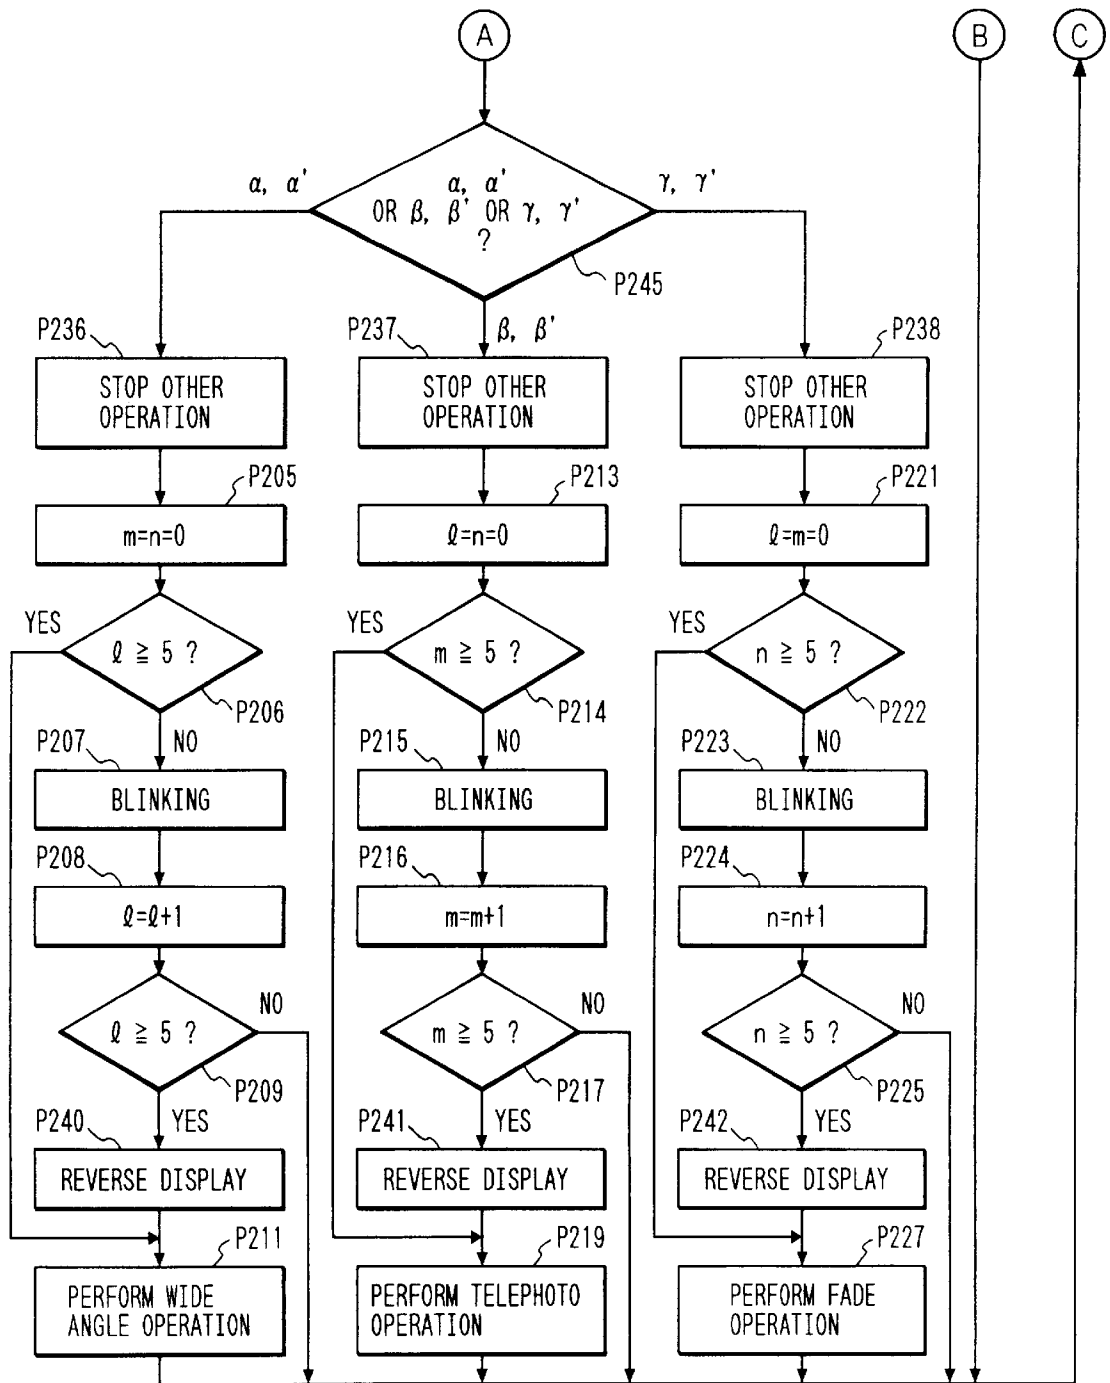 A
B
C
α, α'
α, α'
OR β, β' OR γ, γ'
?
γ, γ'
P245
β, β'
P236
STOP OTHER
OPERATION
P237
STOP OTHER
OPERATION
P238
STOP OTHER
OPERATION
P205
m=n=0
P213
ℓ=n=0
P221
ℓ=m=0
YES
ℓ ≧ 5 ?
P206
NO
YES
m ≧ 5 ?
P214
NO
YES
n ≧ 5 ?
P222
NO
P207
BLINKING
P215
BLINKING
P223
BLINKING
P208
ℓ=ℓ+1
P216
m=m+1
P224
n=n+1
ℓ ≧ 5 ?
NO
P209
YES
m ≧ 5 ?
NO
P217
YES
n ≧ 5 ?
NO
P225
YES
P240
REVERSE DISPLAY
P241
REVERSE DISPLAY
P242
REVERSE DISPLAY
P211
PERFORM WIDE
ANGLE OPERATION
P219
PERFORM TELEPHOTO
OPERATION
P227
PERFORM FADE
OPERATION